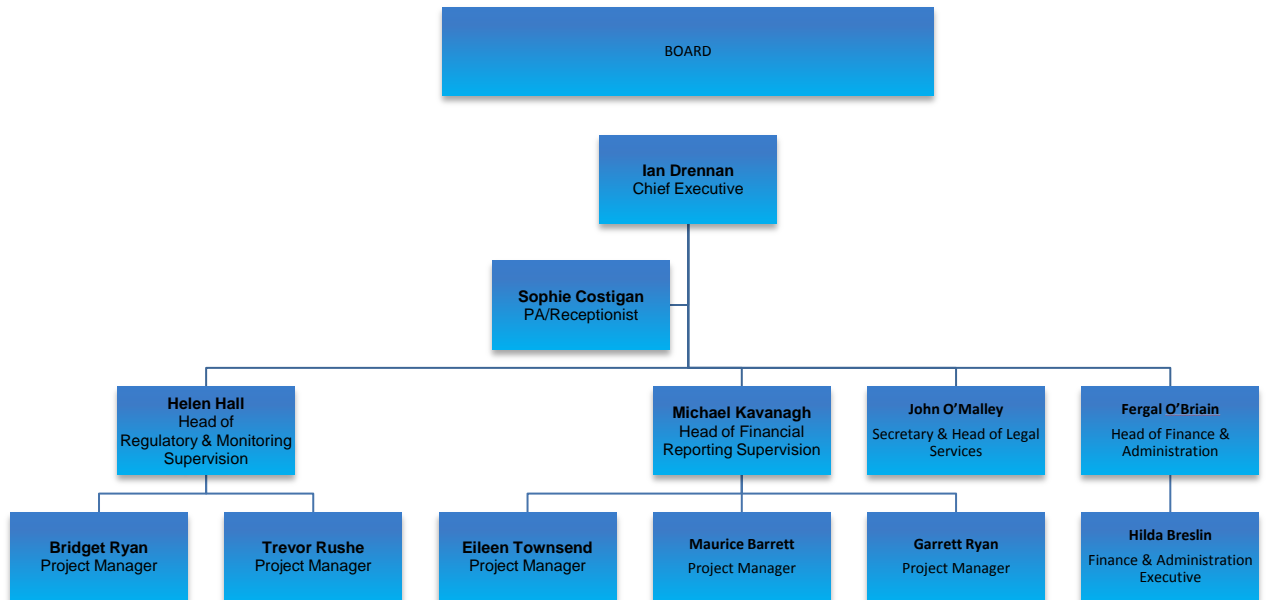 BOARD
Ian Drennan
Chief Executive
Sophie Costigan
PA/Receptionist
Helen Hall
Head of
Regulatory & Monitoring
Supervision
Michael Kavanagh
Head of Financial
Reporting Supervision
John O’Malley
Secretary & Head of Legal
Services
Fergal O’Briain
Head of Finance &
Administration
Bridget Ryan
Project Manager
Trevor Rushe
Project Manager
Eileen Townsend
Project Manager
Maurice Barrett
Project Manager
Garrett Ryan
Project Manager
Hilda Breslin
Finance & Administration
Executive